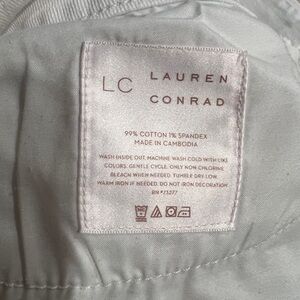 LC LAUREN
CONRAD
99% COTTON 1% SPANDEX
MADE IN CAMBODIA
WASH INSIDE OUT. MACHINE WASH COLD WITH LIKE
COLORS. GENTLE CYCLE. ONLY NON CHLORINE
BLEACH WHEN NEEDED. TUMBLE DRY LOW.
WARM IRON IF NEEDED. DO NOT IRON DECORATION
RN #73277